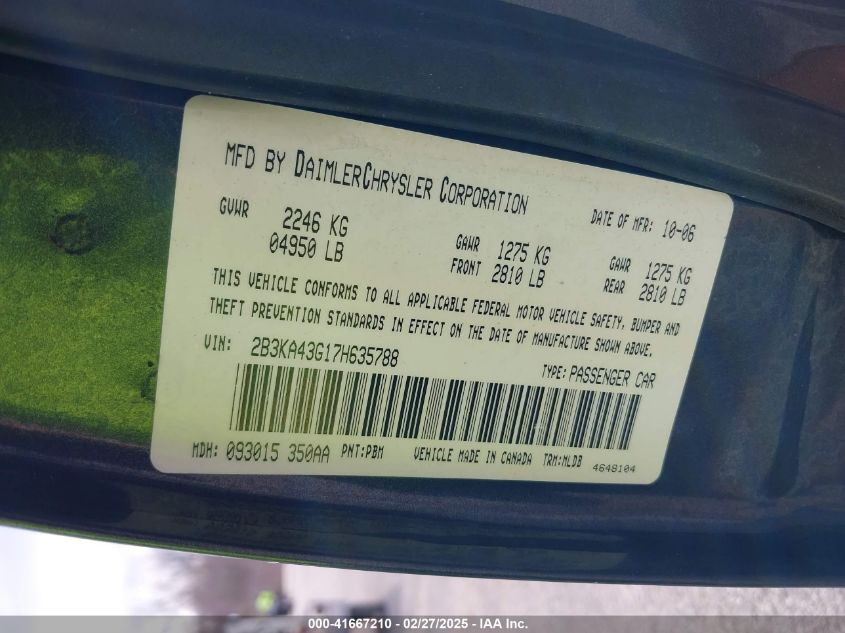 MFD BY DAIMLERCHRYSLER CORPORATION
DATE OF MFR: 10-06
GVWR 2246 KG
04950 LB
GAWR FRONT 1275 KG
2810 LB
GAWR REAR 1275 KG
2810 LB
THIS VEHICLE CONFORMS TO ALL APPLICABLE FEDERAL MOTOR VEHICLE SAFETY, BUMPER AND
THEFT PREVENTION STANDARDS IN EFFECT ON THE DATE OF MANUFACTURE SHOWN ABOVE.
VIN: 2B3KA43G17H635788
TYPE: PASSENGER CAR
MDH: 093015 350AA PNT:PBM VEHICLE MADE IN CANADA TRM:MLDB
4648104
000-41667210 - 02/27/2025 - IAA Inc.